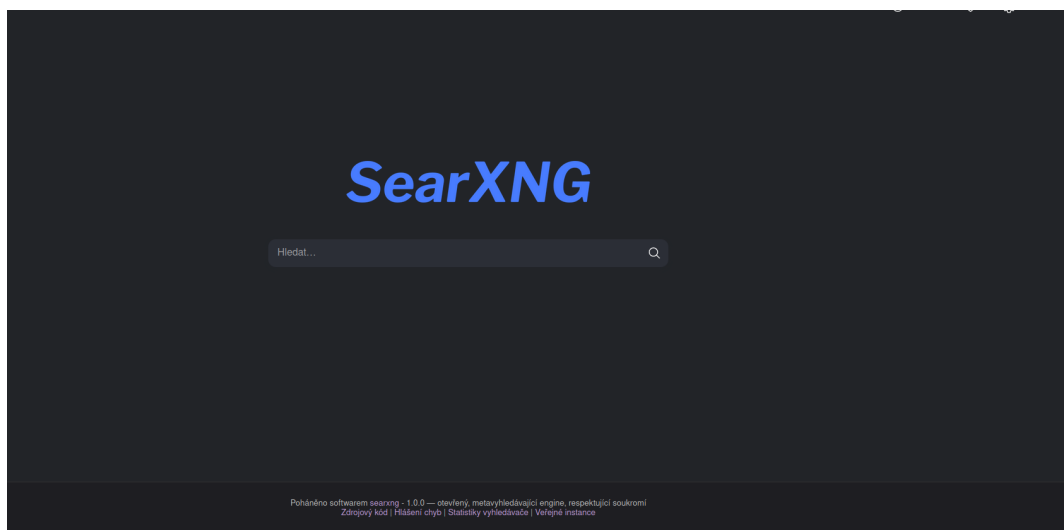 SearXNG
Hledat...
Poháněno softwarem searxng - 1.0.0 — otevřený, metavyhledávající engine, respektující soukromí
Zdrojový kód | Hlášení chyb | Statistiky vyhledávače | Veřejné instance